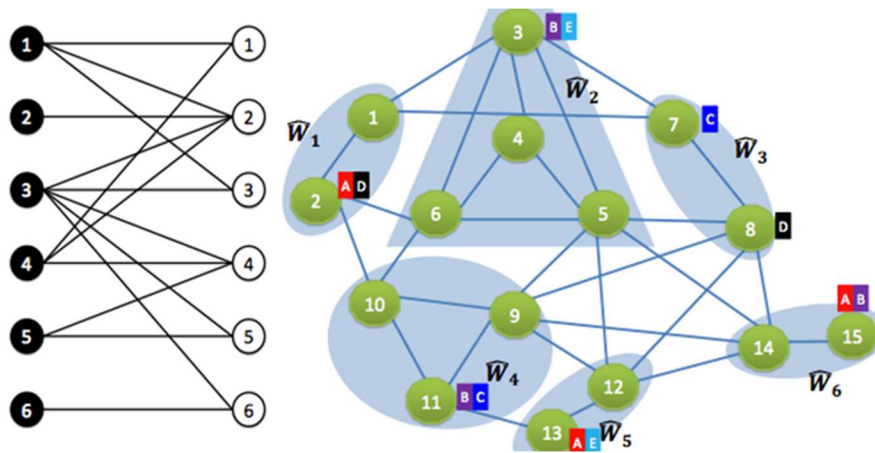 1 1
2 2
3 3
4 4
5 5
6 6
3 B E
Ŵ₂
1
7 C
Ŵ₁
4
Ŵ₃
2 A D
6
5
8 D
A B
10
9
14
15
Ŵ₄
12
Ŵ₆
11 B C
13 A E
Ŵ₅